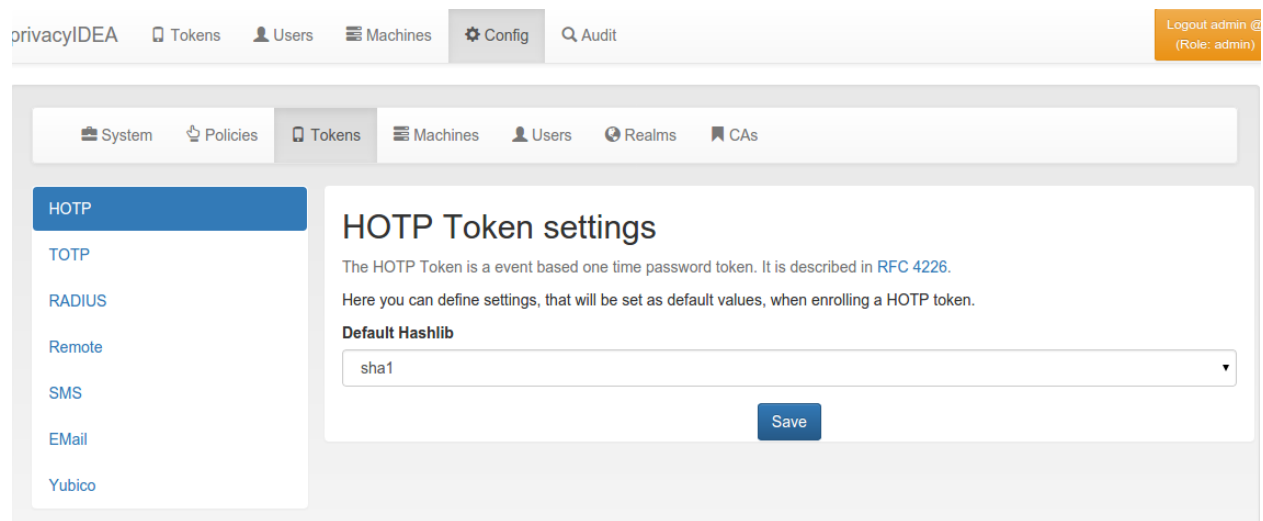 privacyIDEA Tokens Users Machines Config Audit Logout admin @
(Role: admin)
System Policies Tokens Machines Users Realms CAs
HOTP
TOTP
RADIUS
Remote
SMS
EMail
Yubico
HOTP Token settings
The HOTP Token is a event based one time password token. It is described in RFC 4226.
Here you can define settings, that will be set as default values, when enrolling a HOTP token.
Default Hashlib
sha1
Save